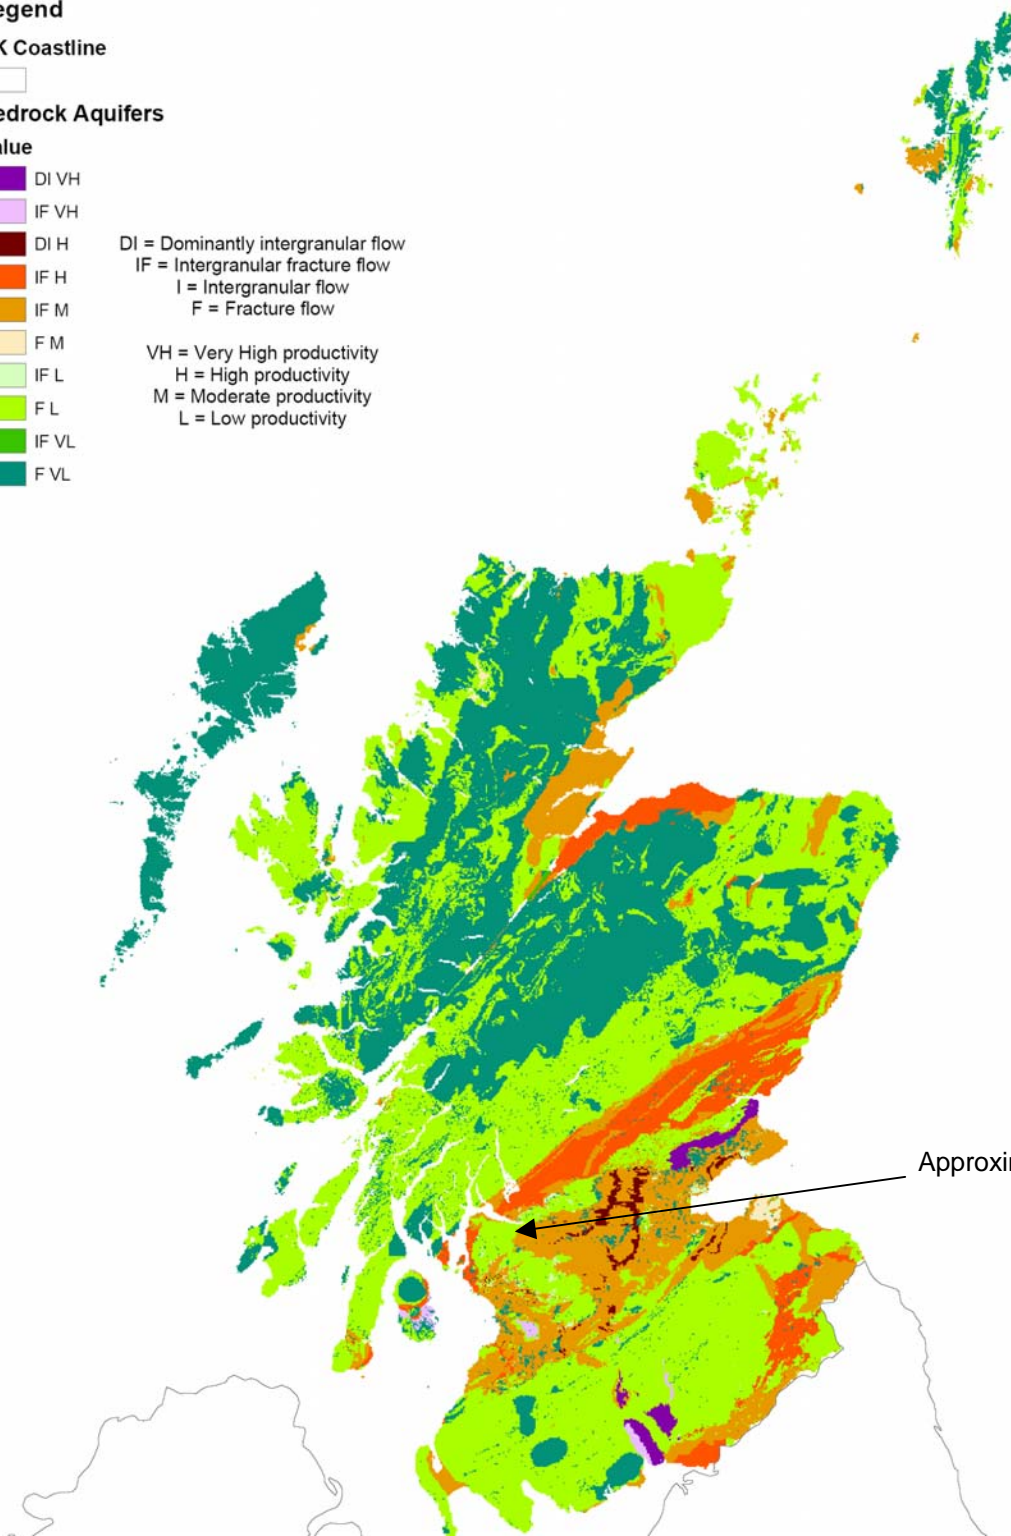 egend
K Coastline
edrock Aquifers
alue
DI VH
IF VH
DI H
IF H
IF M
F M
IF L
F L
IF VL
F VL
DI = Dominantly intergranular flow
IF = Intergranular fracture flow
I = Intergranular flow
F = Fracture flow
VH = Very High productivity
H = High productivity
M = Moderate productivity
L = Low productivity
Approxi